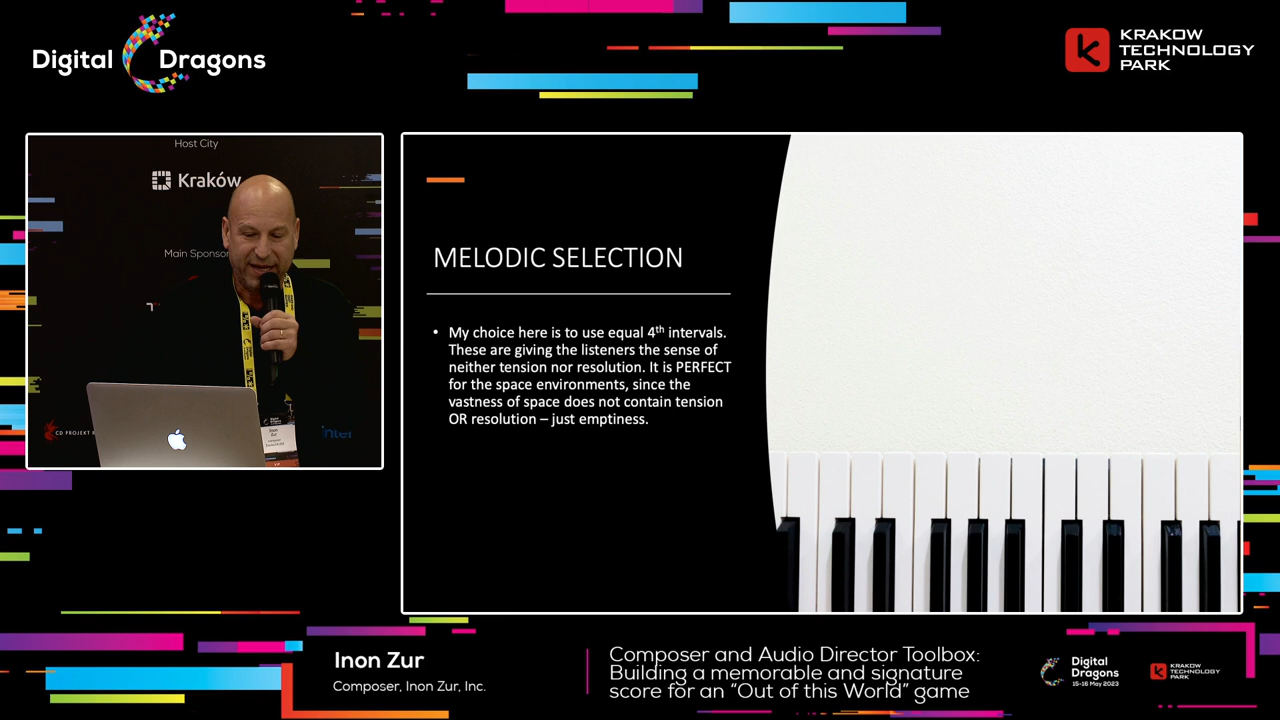 Digital Dragons
KRAKOW
TECHNOLOGY
PARK
Host City
Kraków
Main Sponsor
CD PROJEKT R
MELODIC SELECTION
• My choice here is to use equal 4th intervals.
These are giving the listeners the sense of
neither tension nor resolution. It is PERFECT
for the space environments, since the
vastness of space does not contain tension
OR resolution – just emptiness.
Inon Zur
Composer, Inon Zur, Inc.
Composer and Audio Director Toolbox:
Building a memorable and signature
score for an “Out of this World” game
Digital
Dragons
15-16 May 2023
KRAKOW
TECHNOLOGY
PARK